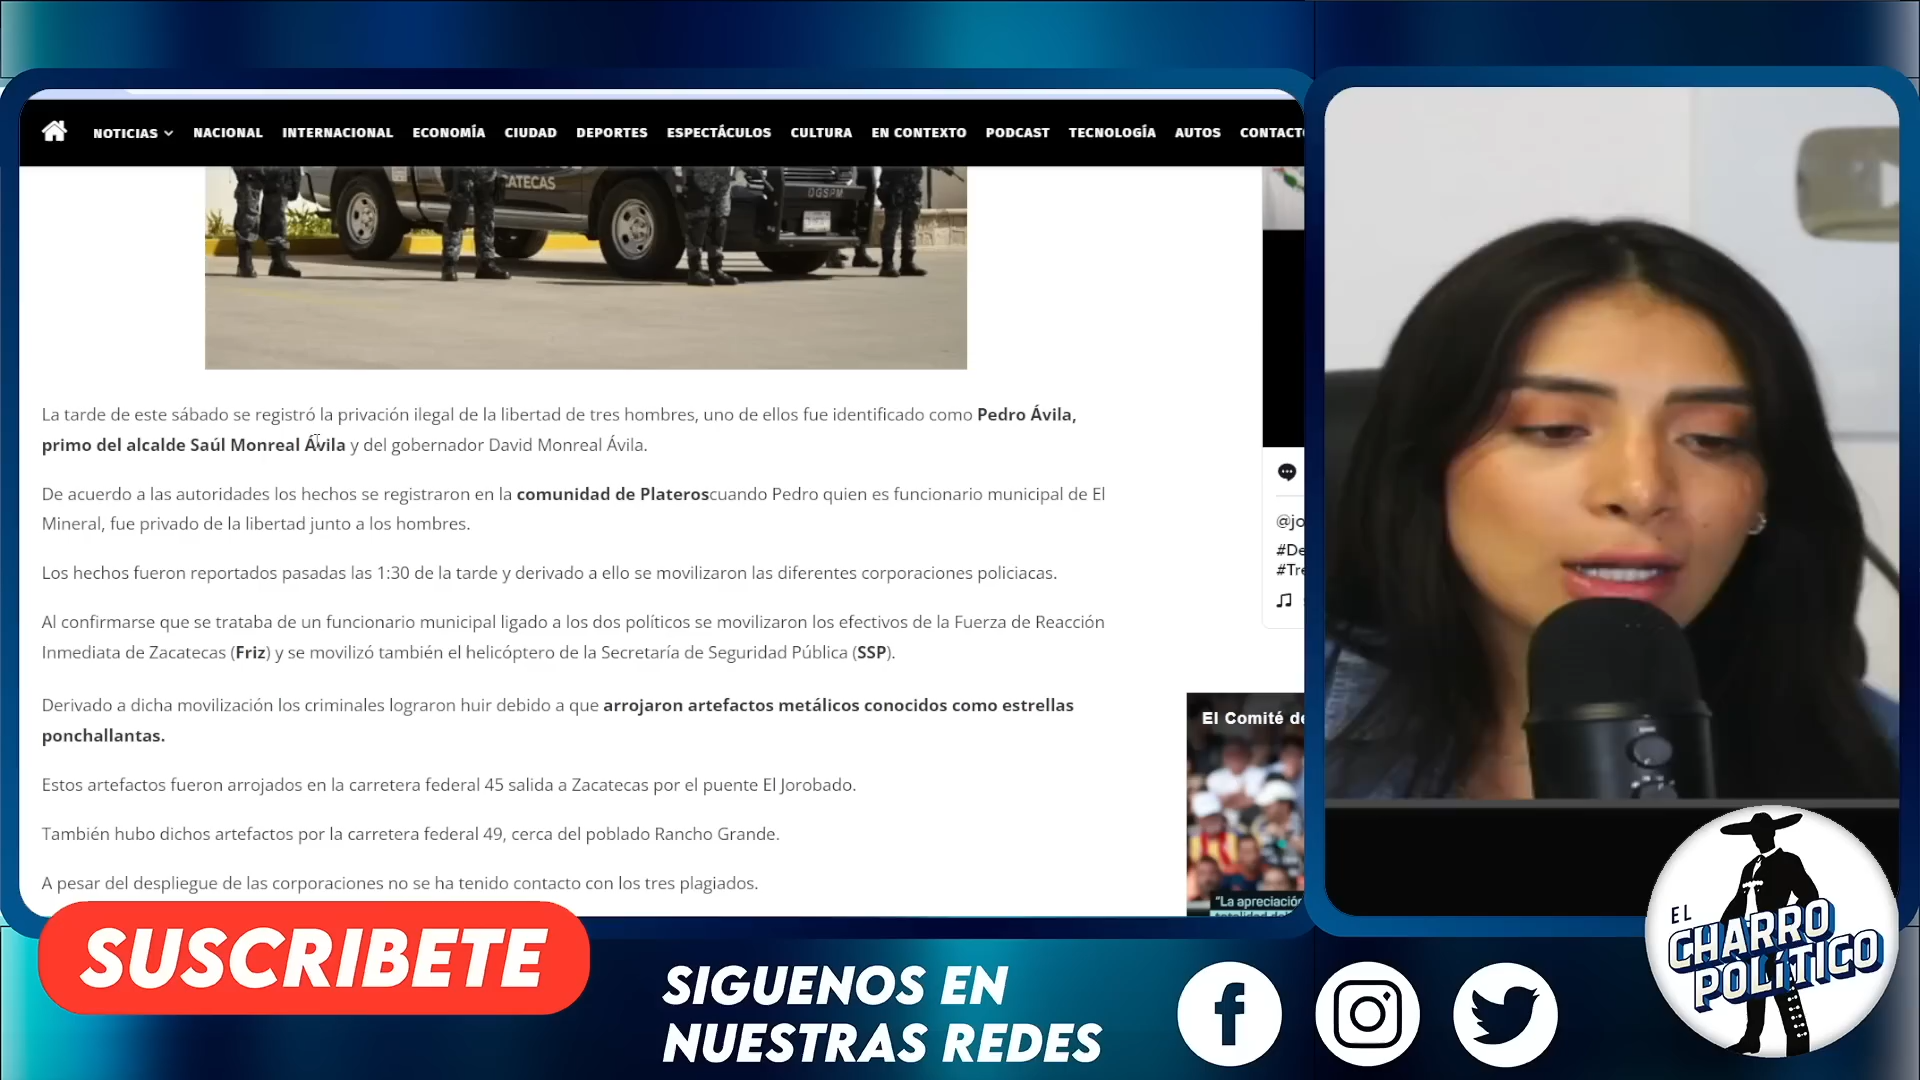 NOTICIAS NACIONAL INTERNACIONAL ECONOMÍA CIUDAD DEPORTES ESPECTÁCULOS CULTURA EN CONTEXTO PODCAST TECNOLOGÍA AUTOS CONTACTO
CATECAS
DGSPM
La tarde de este sábado se registró la privación ilegal de la libertad de tres hombres, uno de ellos fue identificado como Pedro Ávila,
primo del alcalde Saúl Monreal Ávila y del gobernador David Monreal Ávila.
De acuerdo a las autoridades los hechos se registraron en la comunidad de Plateroscuando Pedro quien es funcionario municipal de El
Mineral, fue privado de la libertad junto a los hombres.
Los hechos fueron reportados pasadas las 1:30 de la tarde y derivado a ello se movilizaron las diferentes corporaciones policiacas.
Al confirmarse que se trataba de un funcionario municipal ligado a los dos políticos se movilizaron los efectivos de la Fuerza de Reacción
Inmediata de Zacatecas (Friz) y se movilizó también el helicóptero de la Secretaría de Seguridad Pública (SSP).
Derivado a dicha movilización los criminales lograron huir debido a que arrojaron artefactos metálicos conocidos como estrellas
ponchallantas.
Estos artefactos fueron arrojados en la carretera federal 45 salida a Zacatecas por el puente El Jorobado.
También hubo dichos artefactos por la carretera federal 49, cerca del poblado Rancho Grande.
A pesar del despliegue de las corporaciones no se ha tenido contacto con los tres plagiados.
@jo
#De
#Tre
El Comité de
"La apreciación
SUSCRIBETE
SIGUENOS EN
NUESTRAS REDES
EL
CHARRO
POLÍTICO